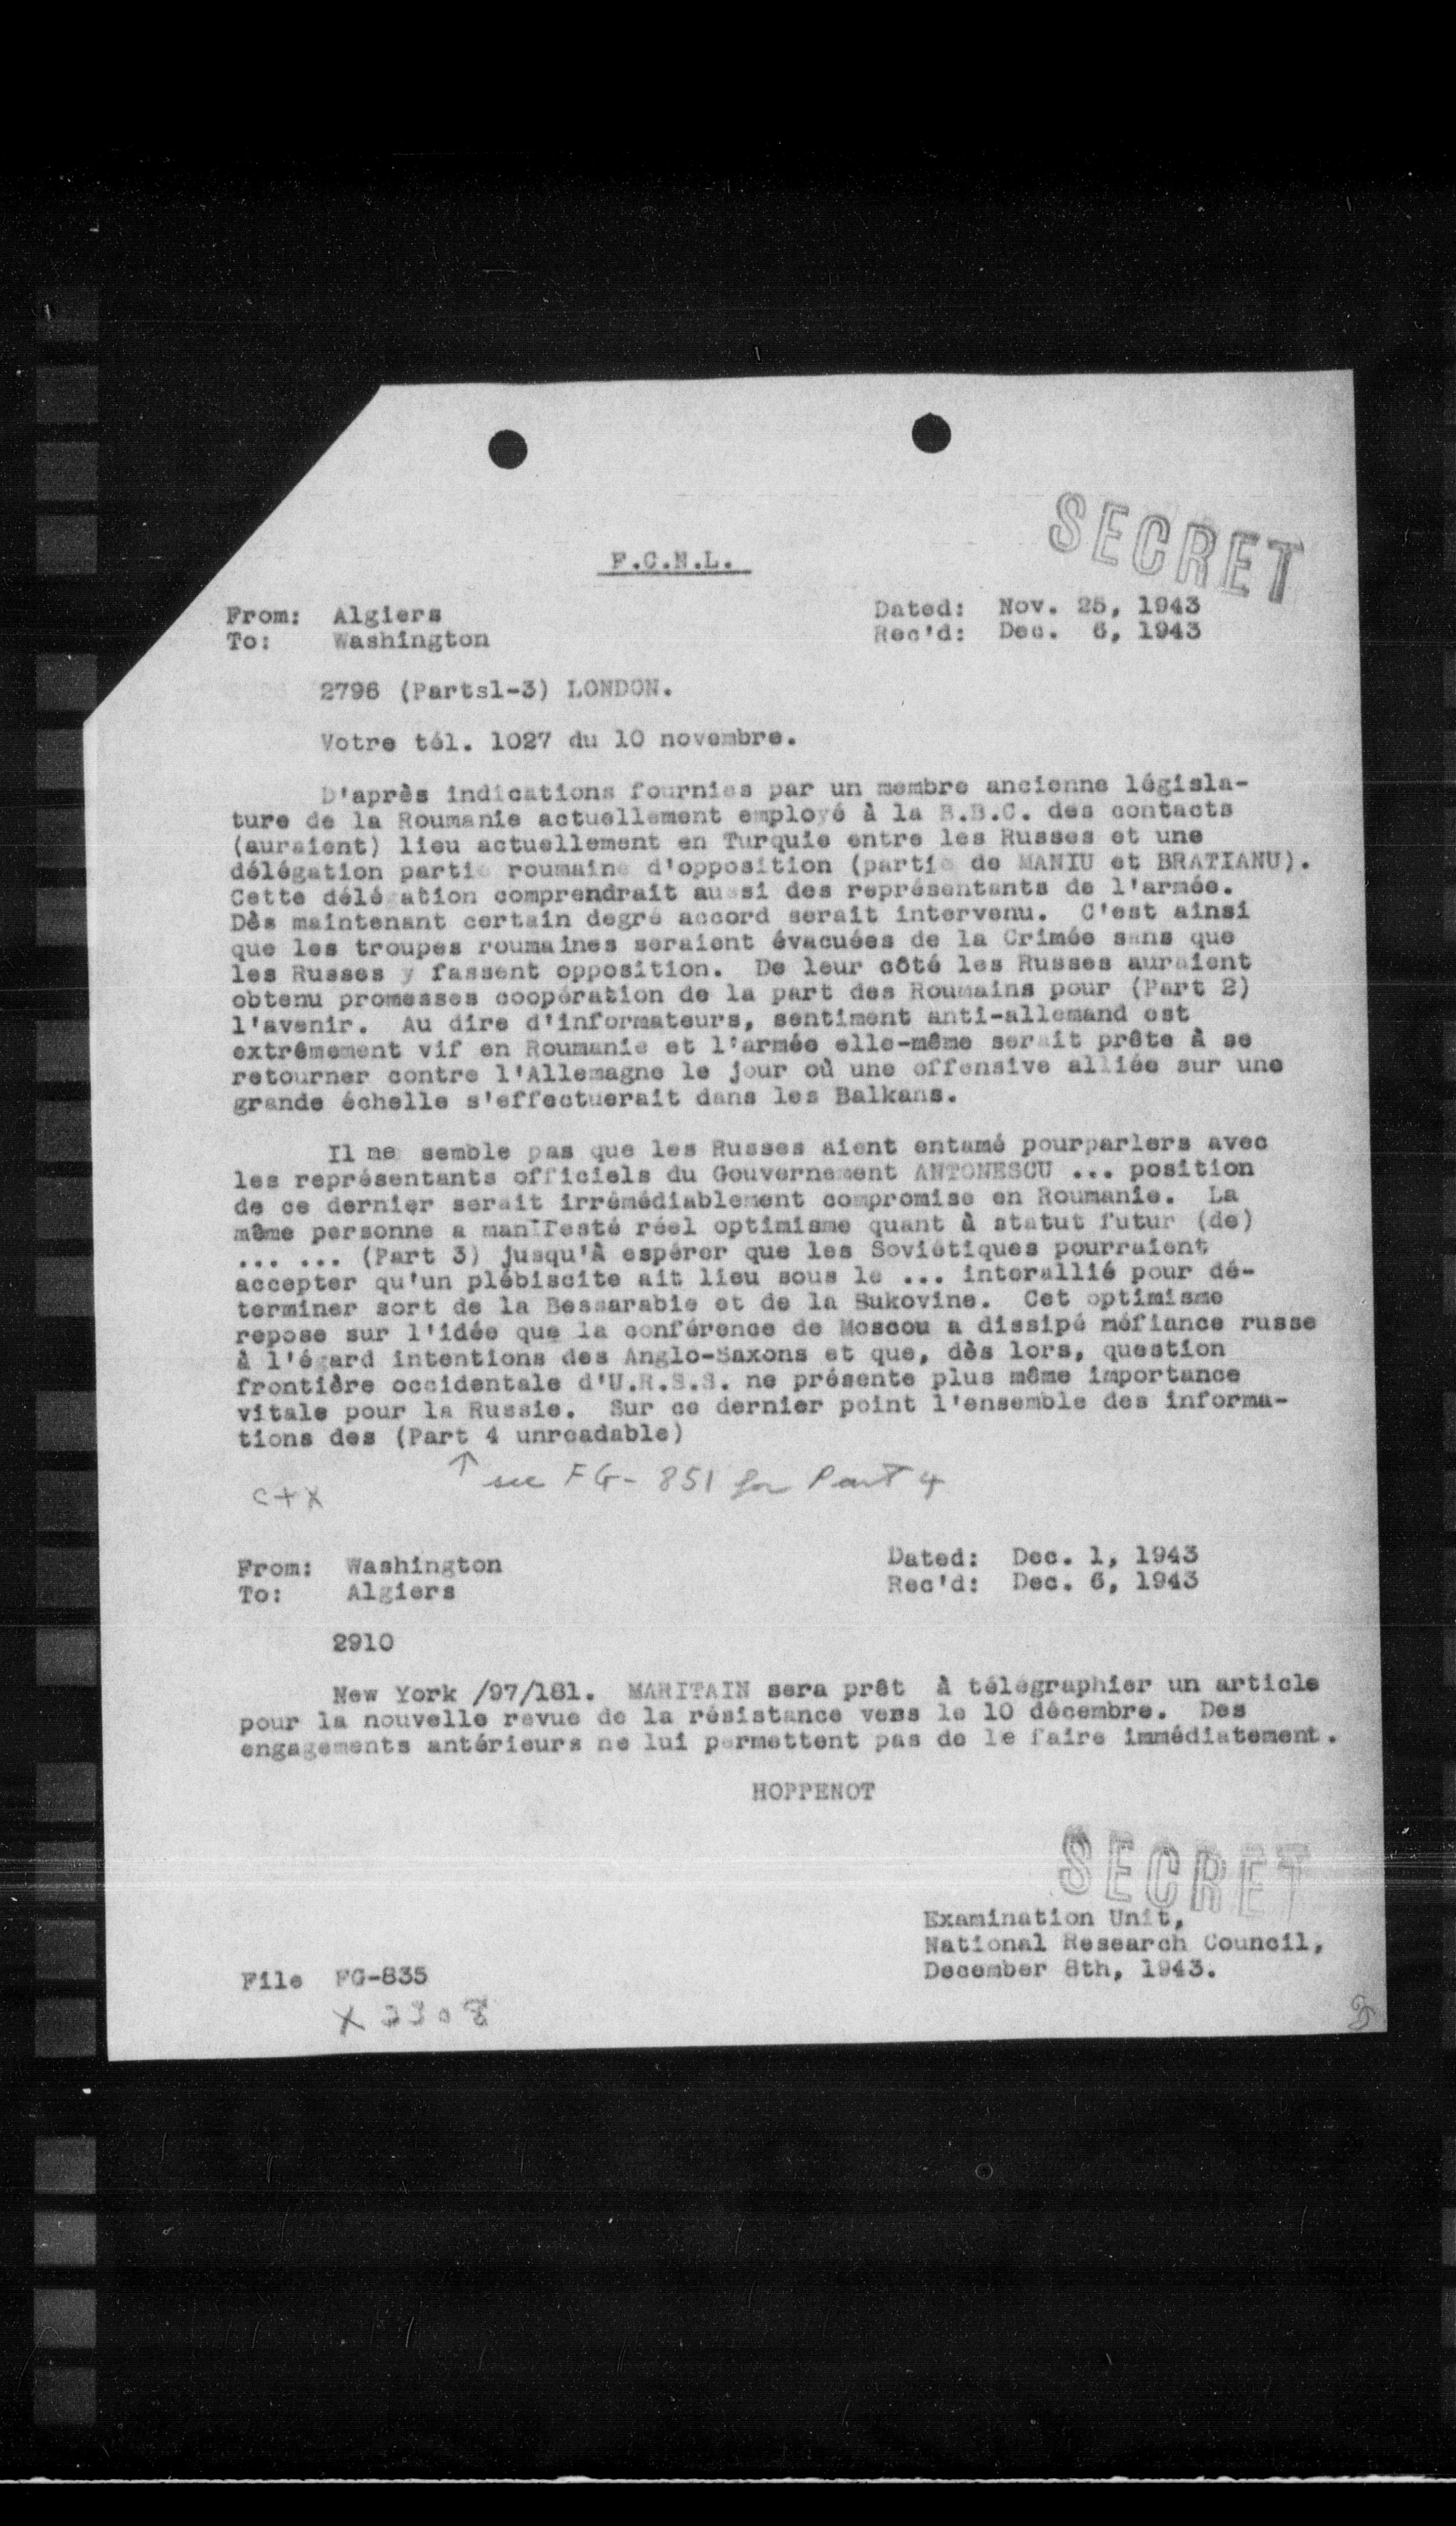 SECRET
F.C.N.L.
From: Algiers Dated: Nov. 25, 1943
To: Washington Rec'd: Dec. 6, 1943
2796 (Parts1-3) LONDON.
Votre tél. 1027 du 10 novembre.
D'après indications fournies par un membre ancienne législa-
ture de la Roumanie actuellement employé à la B.B.C. des contacts
(auraient) lieu actuellement en Turquie entre les Russes et une
délégation partie roumaine d'opposition (partie de MANIU et BRATIANU).
Cette délégation comprendrait aussi des représentants de l'armée.
Dès maintenant certain degré accord serait intervenu. C'est ainsi
que les troupes roumaines seraient évacuées de la Crimée sans que
les Russes y fassent opposition. De leur côté les Russes auraient
obtenu promesses coopération de la part des Roumains pour (Part 2)
l'avenir. Au dire d'informateurs, sentiment anti-allemand est
extrêmement vif en Roumanie et l'armée elle-même serait prête à se
retourner contre l'Allemagne le jour où une offensive alliée sur une
grande échelle s'effectuerait dans les Balkans.
Il ne semble pas que les Russes aient entamé pourparlers avec
les représentants officiels du Gouvernement ANTONESCU ... position
de ce dernier serait irrémédiablement compromise en Roumanie. La
même personne a manifesté réel optimisme quant à statut futur (de)
... ... (Part 3) jusqu'à espérer que les Soviétiques pourraient
accepter qu'un plébiscite ait lieu sous le ... interallié pour dé-
terminer sort de la Bessarabie et de la Bukovine. Cet optimisme
repose sur l'idée que la conférence de Moscou a dissipé méfiance russe
à l'égard intentions des Anglo-Saxons et que, dès lors, question
frontière occidentale d'U.R.S.S. ne présente plus même importance
vitale pour la Russie. Sur ce dernier point l'ensemble des informa-
tions des (Part 4 unreadable)
↑ see FG-851 for Part 4
C+X
From: Washington Dated: Dec. 1, 1943
To: Algiers Rec'd: Dec. 6, 1943
2910
New York /97/181. MARITAIN sera prêt à télégraphier un article
pour la nouvelle revue de la résistance vers le 10 décembre. Des
engagements antérieurs ne lui permettent pas de le faire immédiatement.
HOPPENOT
SECRET
Examination Unit,
National Research Council,
December 8th, 1943.
File FG-835
X 2308